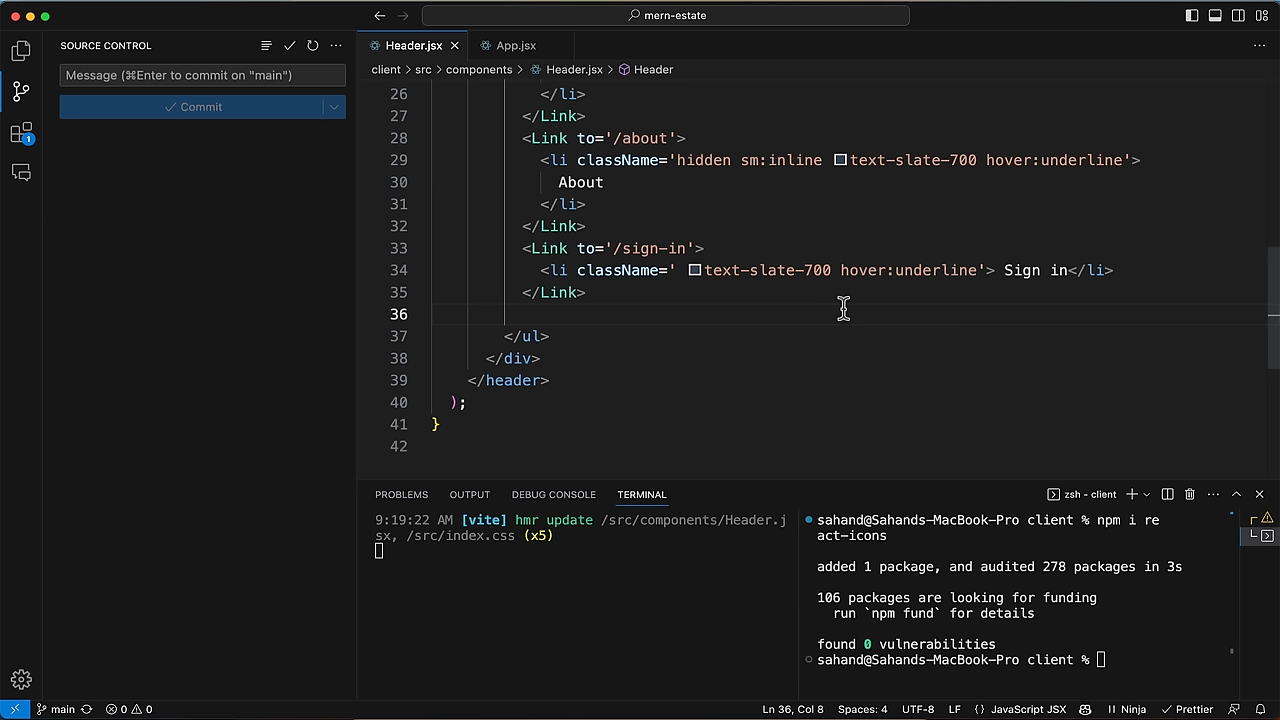 mern-estate
SOURCE CONTROL
Message (⌘Enter to commit on "main")
Commit
1
Header.jsx
App.jsx
client > src > components > Header.jsx > Header
26 </li>
27 </Link>
28 <Link to='/about'>
29 <li className='hidden sm:inline text-slate-700 hover:underline'>
30 About
31 </li>
32 </Link>
33 <Link to='/sign-in'>
34 <li className=' text-slate-700 hover:underline'> Sign in</li>
35 </Link>
36
37 </ul>
38 </div>
39 </header>
40 );
41 }
42
PROBLEMS OUTPUT DEBUG CONSOLE TERMINAL
zsh - client
9:19:22 AM [vite] hmr update /src/components/Header.j
sx, /src/index.css (x5)
sahand@Sahands-MacBook-Pro client % npm i re
act-icons
added 1 package, and audited 278 packages in 3s
106 packages are looking for funding
run `npm fund` for details
found 0 vulnerabilities
sahand@Sahands-MacBook-Pro client %
main 0 0 Ln 36, Col 8 Spaces: 4 UTF-8 LF {} JavaScript JSX Ninja Prettier